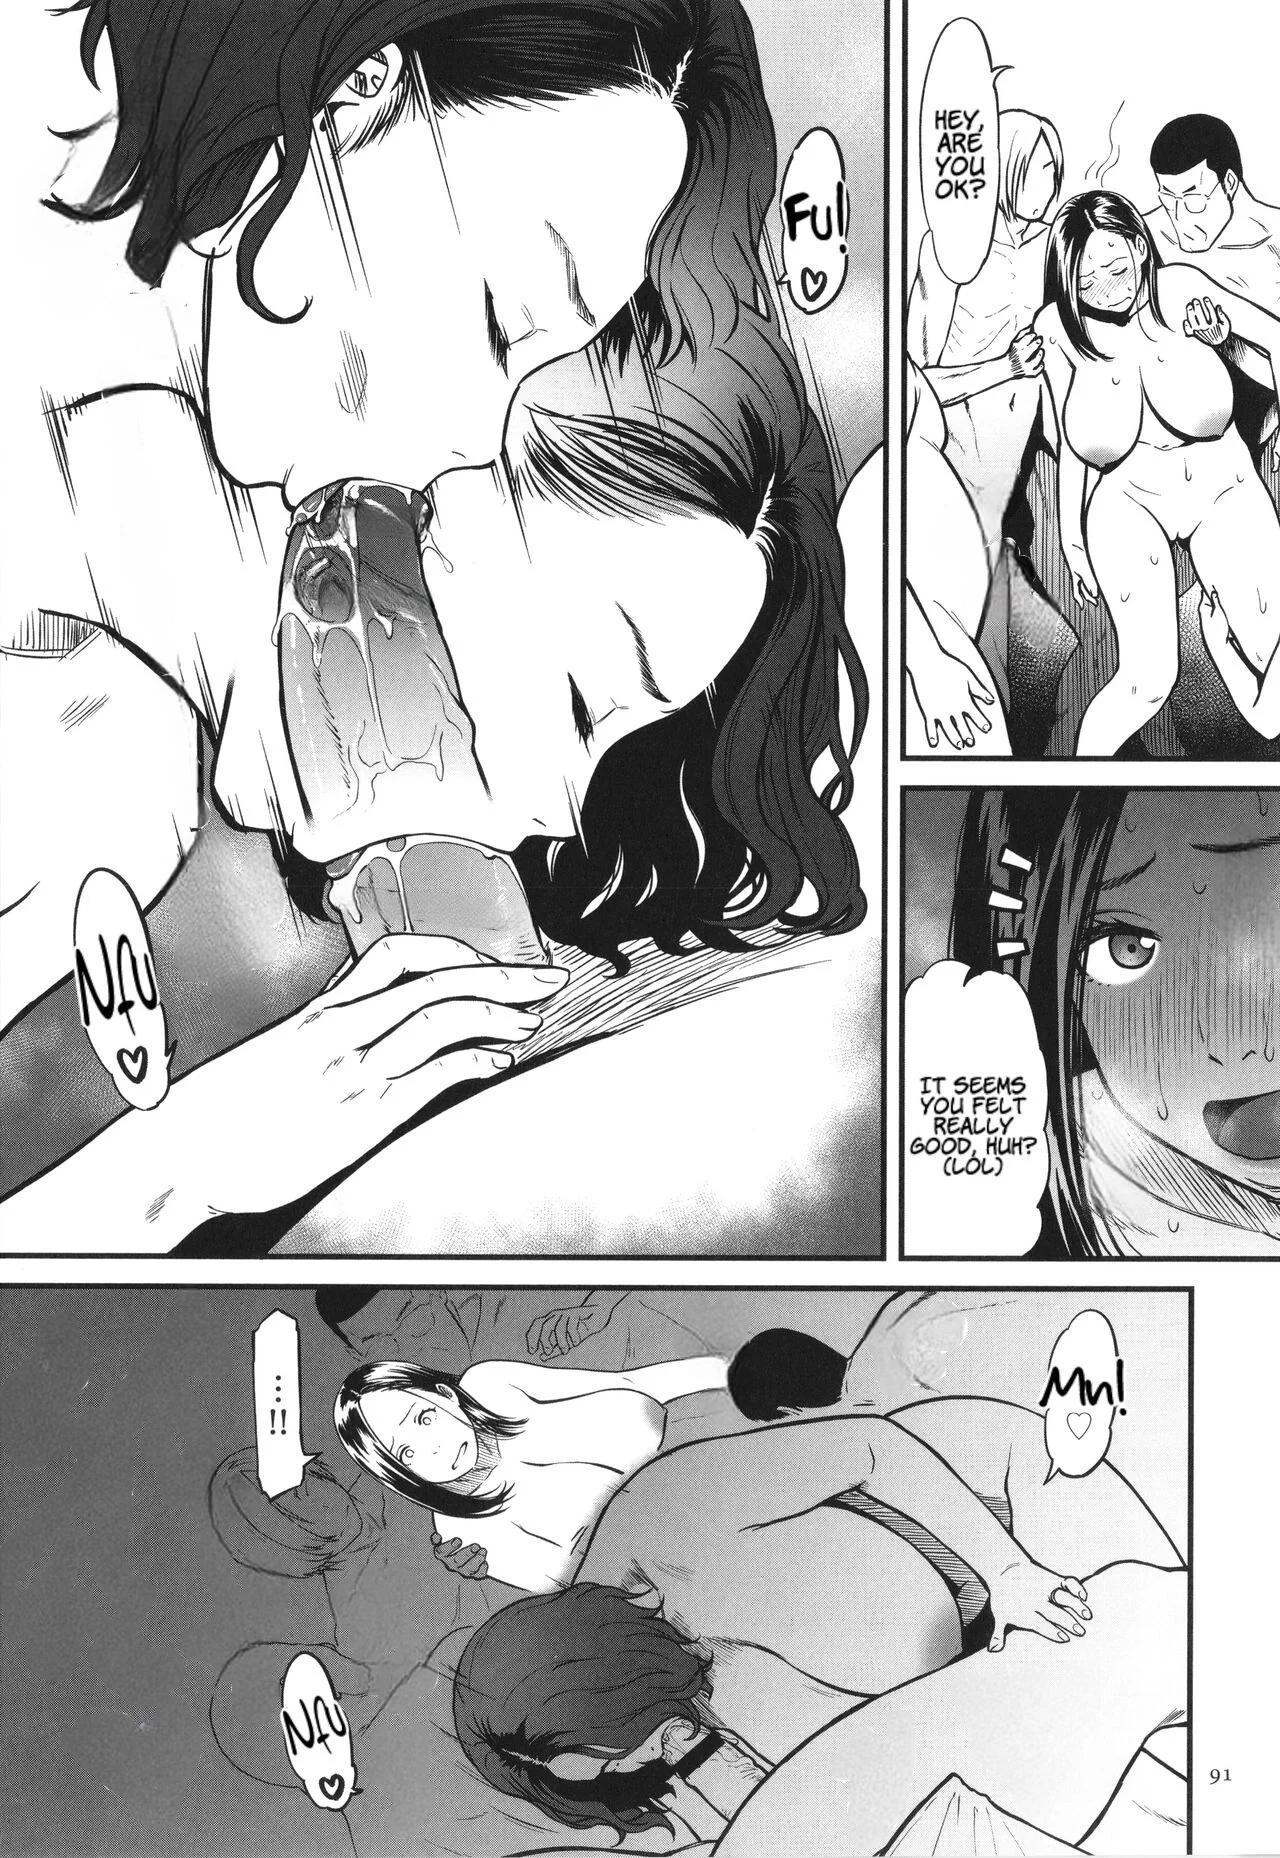 HEY,
ARE
YOU
OK?
IT SEEMS
YOU FELT
REALLY
GOOD, HUH?
(LOL)
FU!
♡
NFU
♡
MN!
♡
...!!
NFU
♡
91